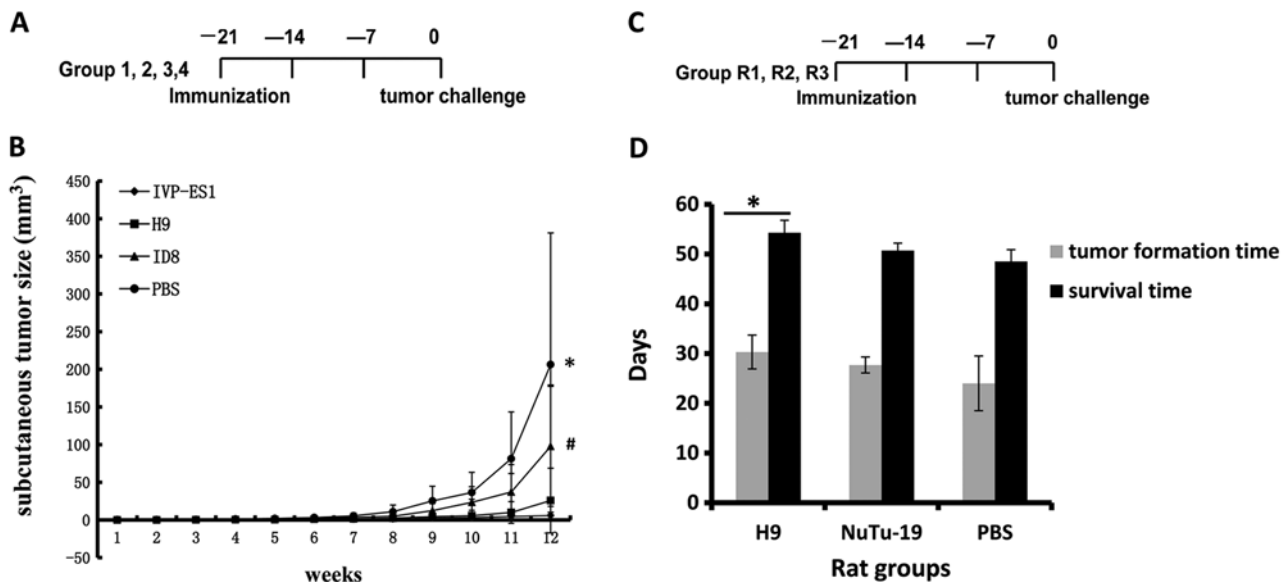 A
—21 —14 —7 0
Group 1, 2, 3,4
Immunization tumor challenge
B
subcutaneous tumor size (mm³)
450
400
350
300
250
200
150
100
50
0
-50
IVP-ES1
H9
ID8
PBS
*
#
1 2 3 4 5 6 7 8 9 10 11 12
weeks
C
—21 —14 —7 0
Group R1, R2, R3
Immunization tumor challenge
D
Days
60
50
40
30
20
10
0
*
tumor formation time
survival time
H9 NuTu-19 PBS
Rat groups